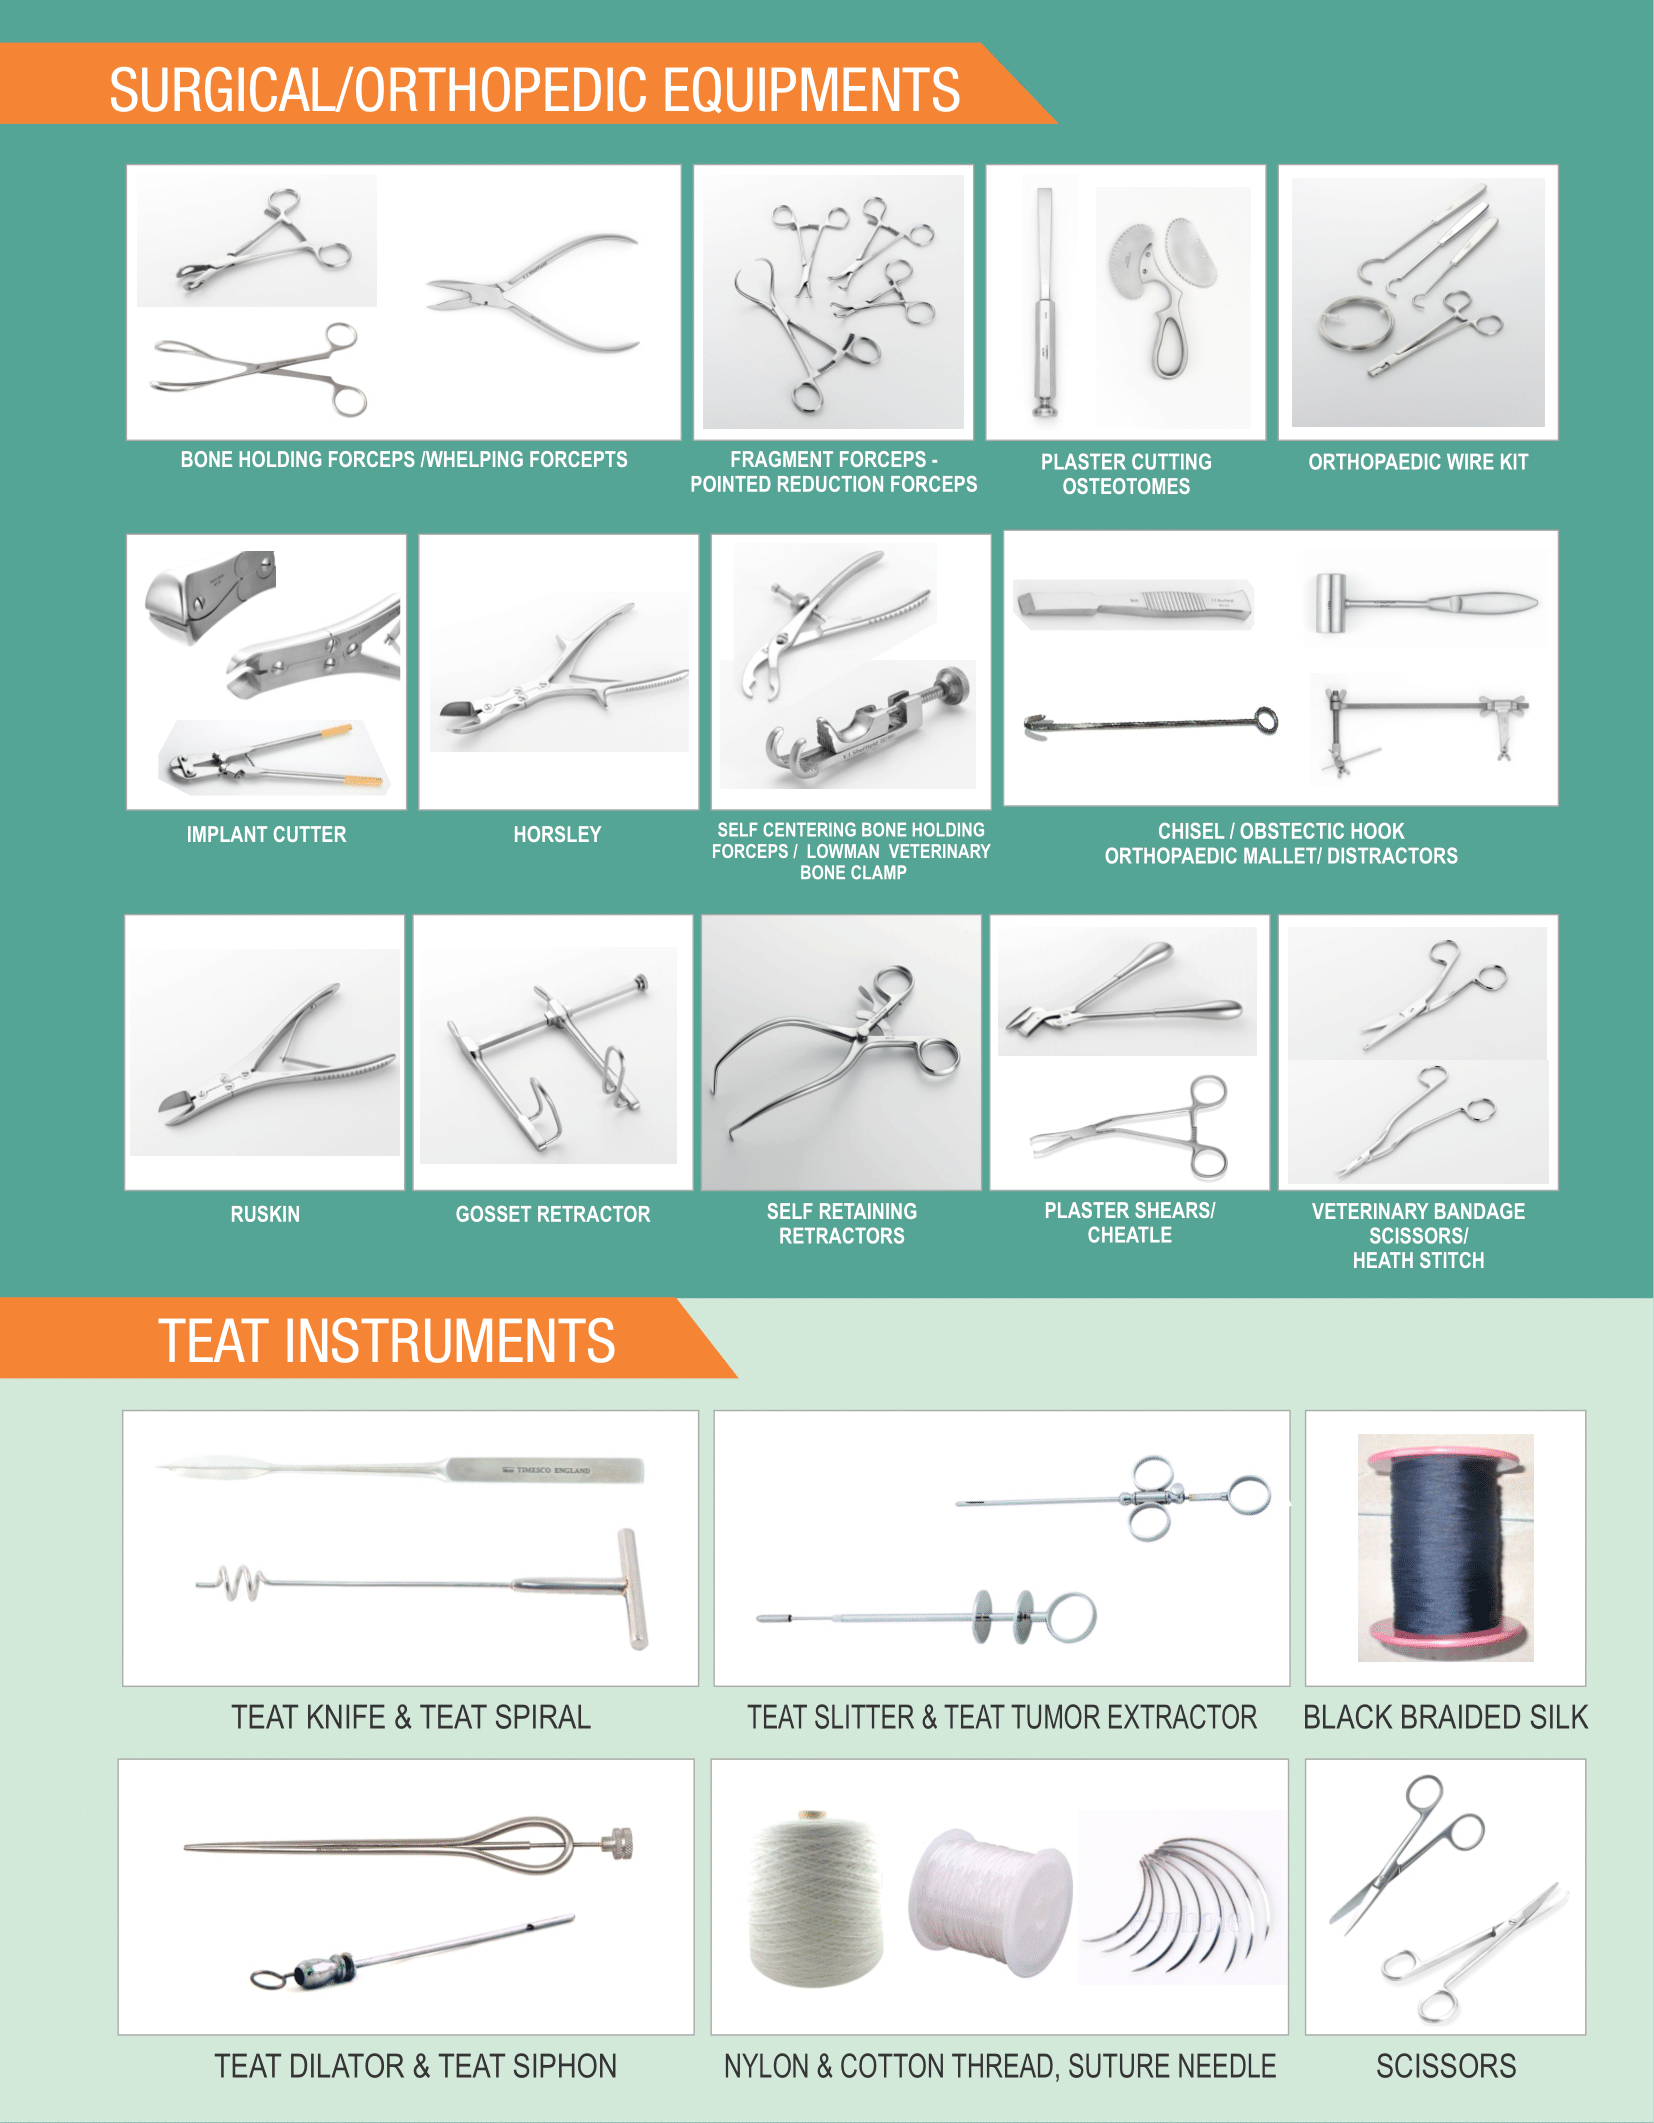 SURGICAL/ORTHOPEDIC EQUIPMENTS
BONE HOLDING FORCEPS /WHELPING FORCEPTS
FRAGMENT FORCEPS -
POINTED REDUCTION FORCEPS
PLASTER CUTTING
OSTEOTOMES
ORTHOPAEDIC WIRE KIT
IMPLANT CUTTER
HORSLEY
SELF CENTERING BONE HOLDING
FORCEPS / LOWMAN VETERINARY
BONE CLAMP
CHISEL / OBSTECTIC HOOK
ORTHOPAEDIC MALLET/ DISTRACTORS
RUSKIN
GOSSET RETRACTOR
SELF RETAINING
RETRACTORS
PLASTER SHEARS/
CHEATLE
VETERINARY BANDAGE
SCISSORS/
HEATH STITCH
TEAT INSTRUMENTS
TIMESCO ENGLAND
TEAT KNIFE & TEAT SPIRAL
TEAT SLITTER & TEAT TUMOR EXTRACTOR
BLACK BRAIDED SILK
TEAT DILATOR & TEAT SIPHON
NYLON & COTTON THREAD, SUTURE NEEDLE
SCISSORS